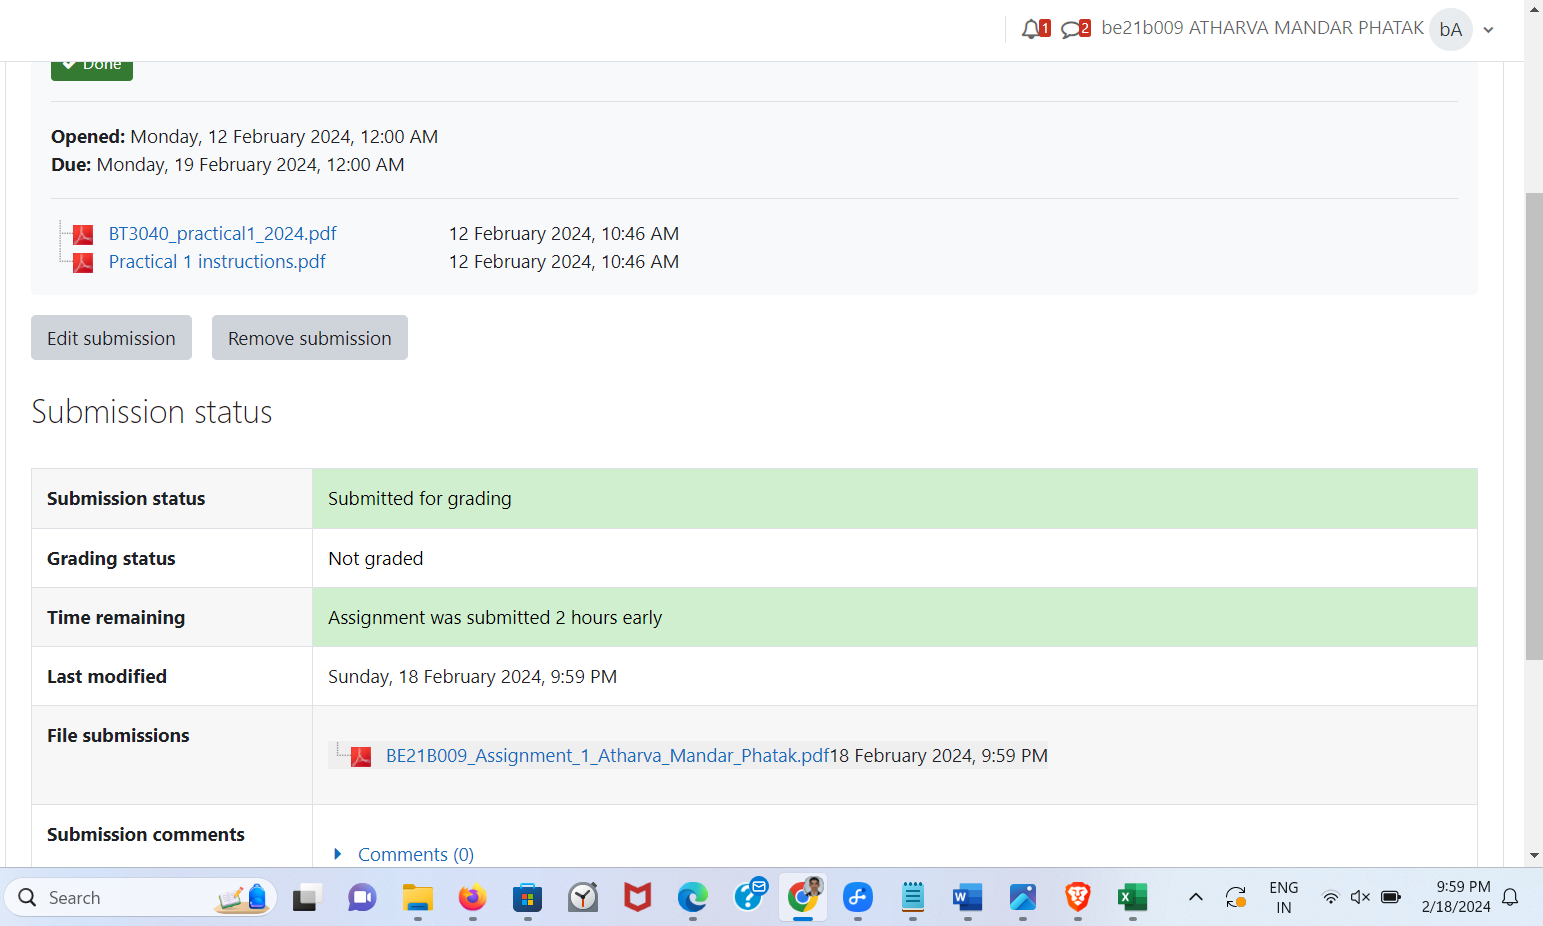 1 2 be21b009 ATHARVA MANDAR PHATAK bA
Done
Opened: Monday, 12 February 2024, 12:00 AM
Due: Monday, 19 February 2024, 12:00 AM
BT3040_practical1_2024.pdf 12 February 2024, 10:46 AM
Practical 1 instructions.pdf 12 February 2024, 10:46 AM
Edit submission Remove submission
Submission status
Submission status Submitted for grading
Grading status Not graded
Time remaining Assignment was submitted 2 hours early
Last modified Sunday, 18 February 2024, 9:59 PM
File submissions
BE21B009_Assignment_1_Atharva_Mandar_Phatak.pdf18 February 2024, 9:59 PM
Submission comments
Comments (0)
Search
ENG
IN
9:59 PM
2/18/2024